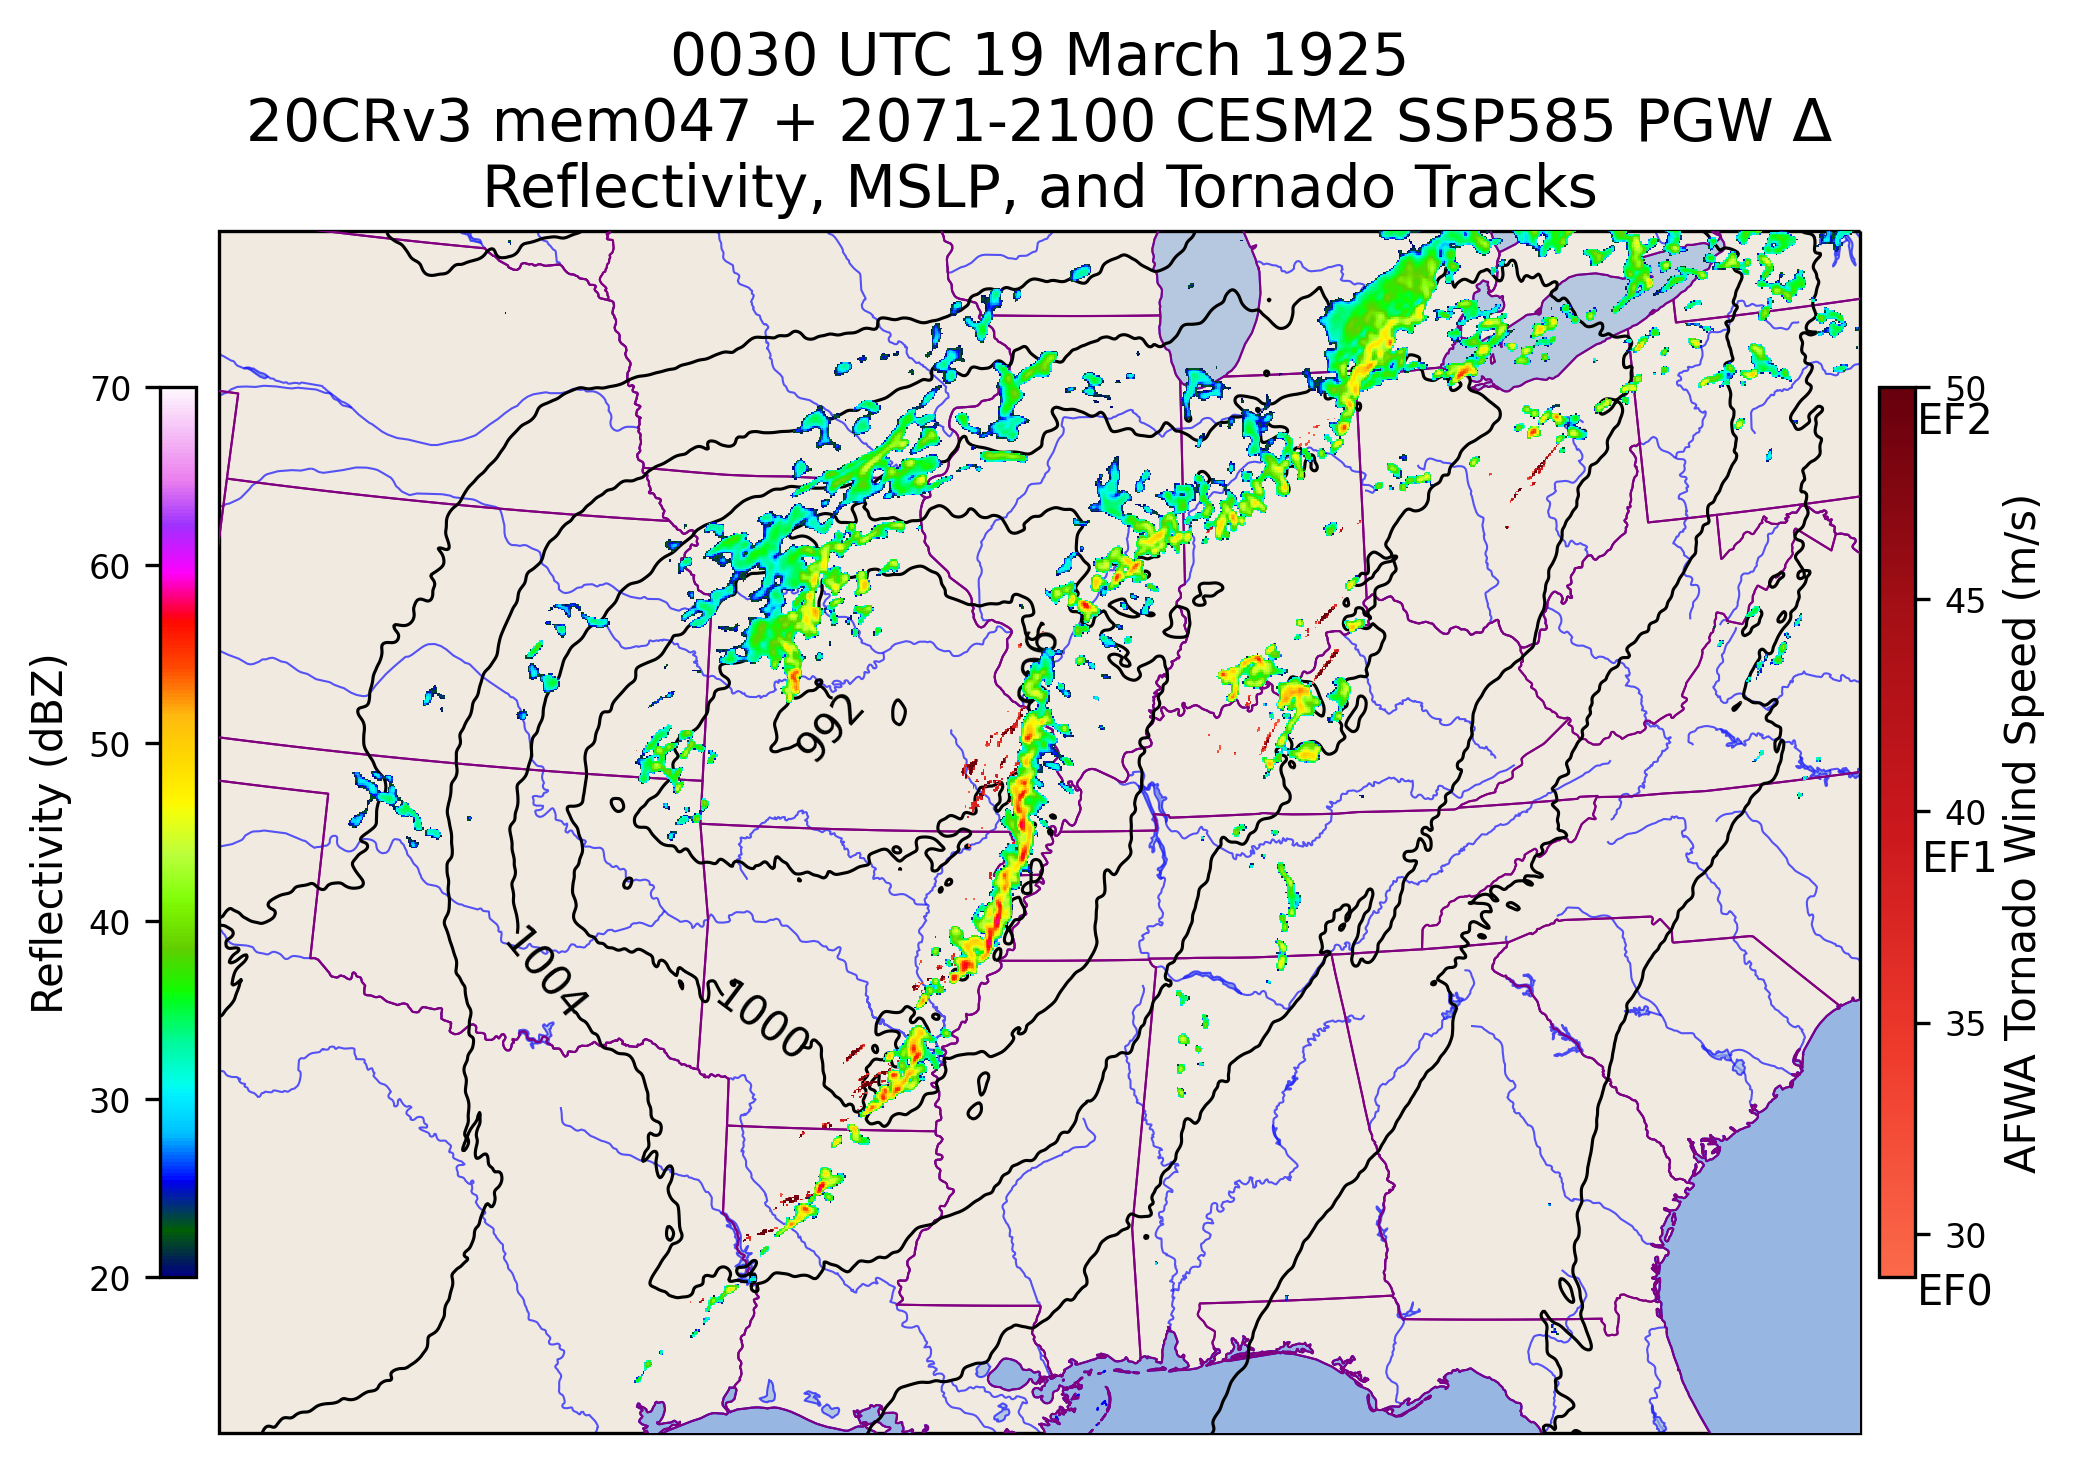 0030 UTC 19 March 1925
20CRv3 mem047 + 2071-2100 CESM2 SSP585 PGW Δ
Reflectivity, MSLP, and Tornado Tracks
70
60
50
40
30
20
Reflectivity (dBZ)
992
1004
1000
50
EF2
45
40
EF1
35
30
EF0
AFWA Tornado Wind Speed (m/s)